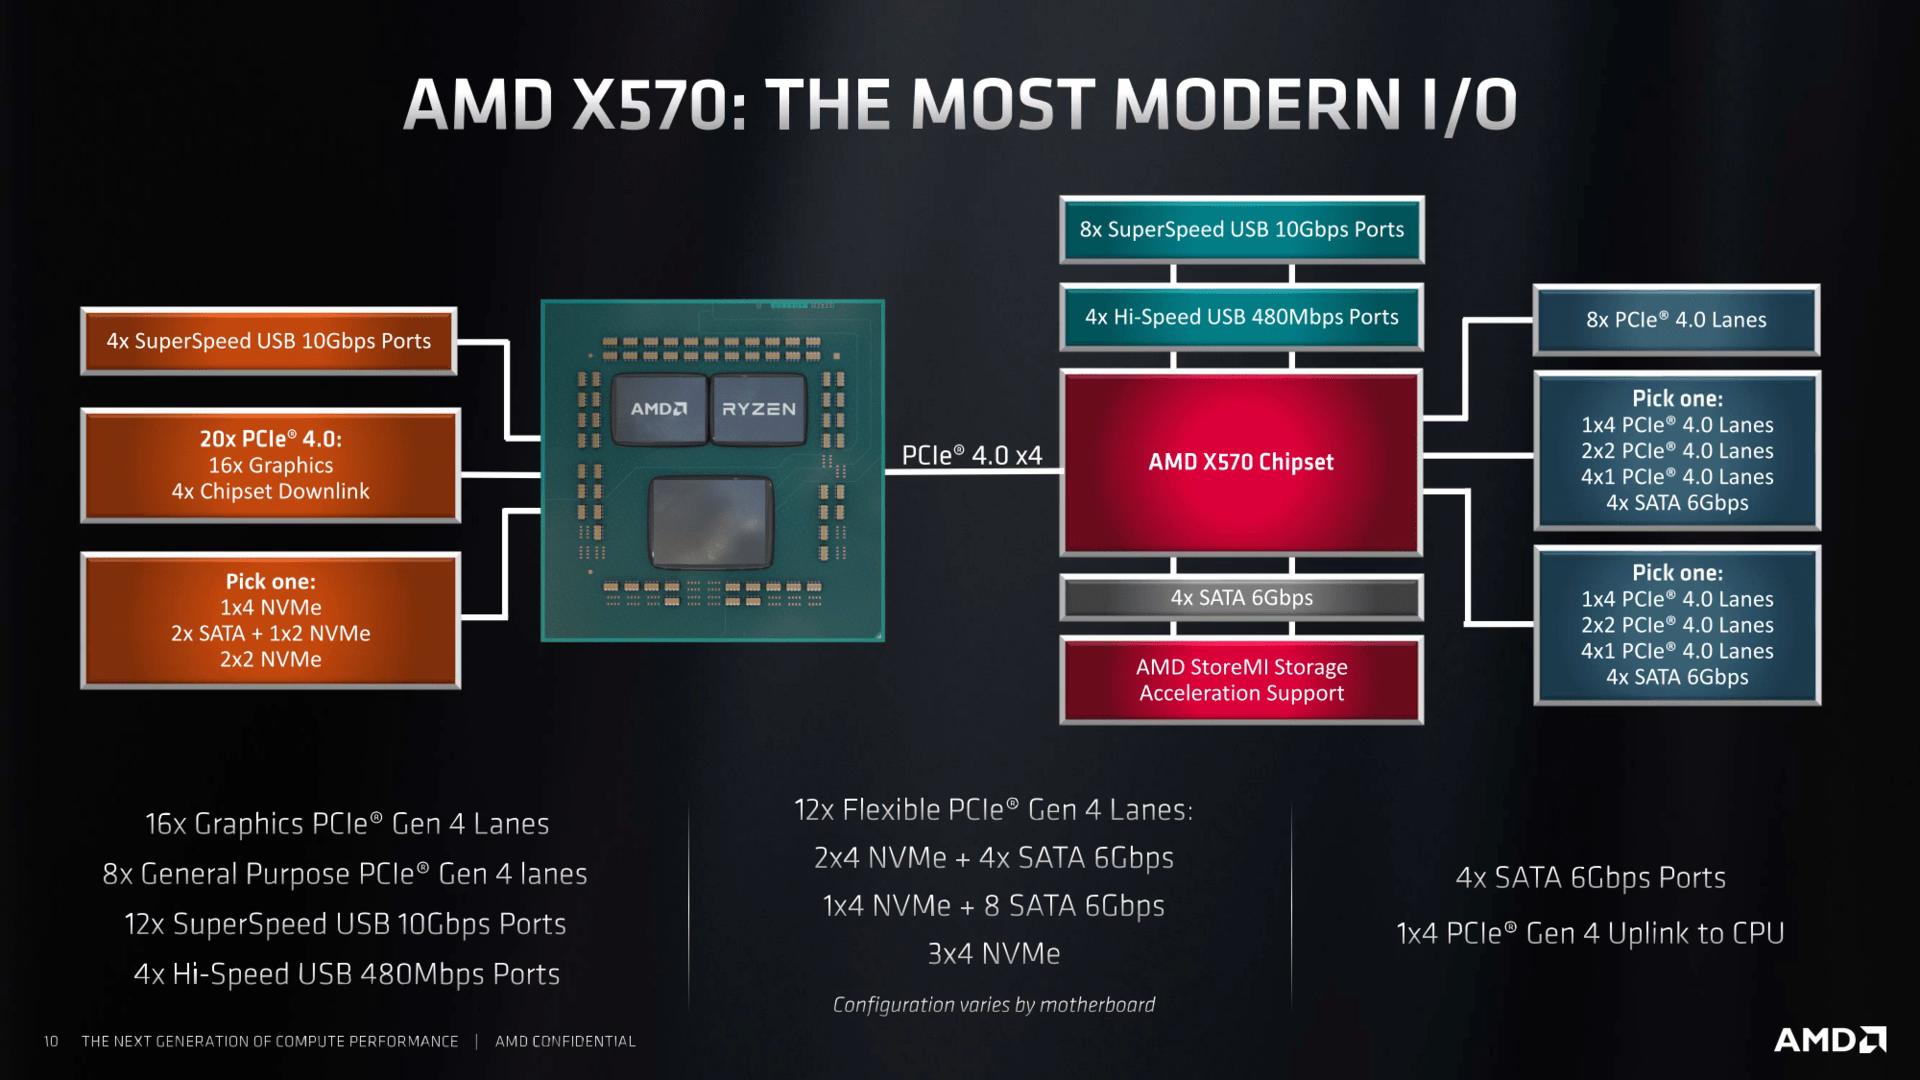 AMD X570: THE MOST MODERN I/O
8x SuperSpeed USB 10Gbps Ports
4x Hi-Speed USB 480Mbps Ports
4x SuperSpeed USB 10Gbps Ports
20x PCIe® 4.0:
16x Graphics
4x Chipset Downlink
Pick one:
1x4 NVMe
2x SATA + 1x2 NVMe
2x2 NVMe
AMD
RYZEN
PCIe® 4.0 x4
AMD X570 Chipset
4x SATA 6Gbps
AMD StoreMI Storage
Acceleration Support
8x PCIe® 4.0 Lanes
Pick one:
1x4 PCIe® 4.0 Lanes
2x2 PCIe® 4.0 Lanes
4x1 PCIe® 4.0 Lanes
4x SATA 6Gbps
Pick one:
1x4 PCIe® 4.0 Lanes
2x2 PCIe® 4.0 Lanes
4x1 PCIe® 4.0 Lanes
4x SATA 6Gbps
16x Graphics PCIe® Gen 4 Lanes
8x General Purpose PCIe® Gen 4 lanes
12x SuperSpeed USB 10Gbps Ports
4x Hi-Speed USB 480Mbps Ports
12x Flexible PCIe® Gen 4 Lanes:
2x4 NVMe + 4x SATA 6Gbps
1x4 NVMe + 8 SATA 6Gbps
3x4 NVMe
Configuration varies by motherboard
4x SATA 6Gbps Ports
1x4 PCIe® Gen 4 Uplink to CPU
10 THE NEXT GENERATION OF COMPUTE PERFORMANCE | AMD CONFIDENTIAL
AMD